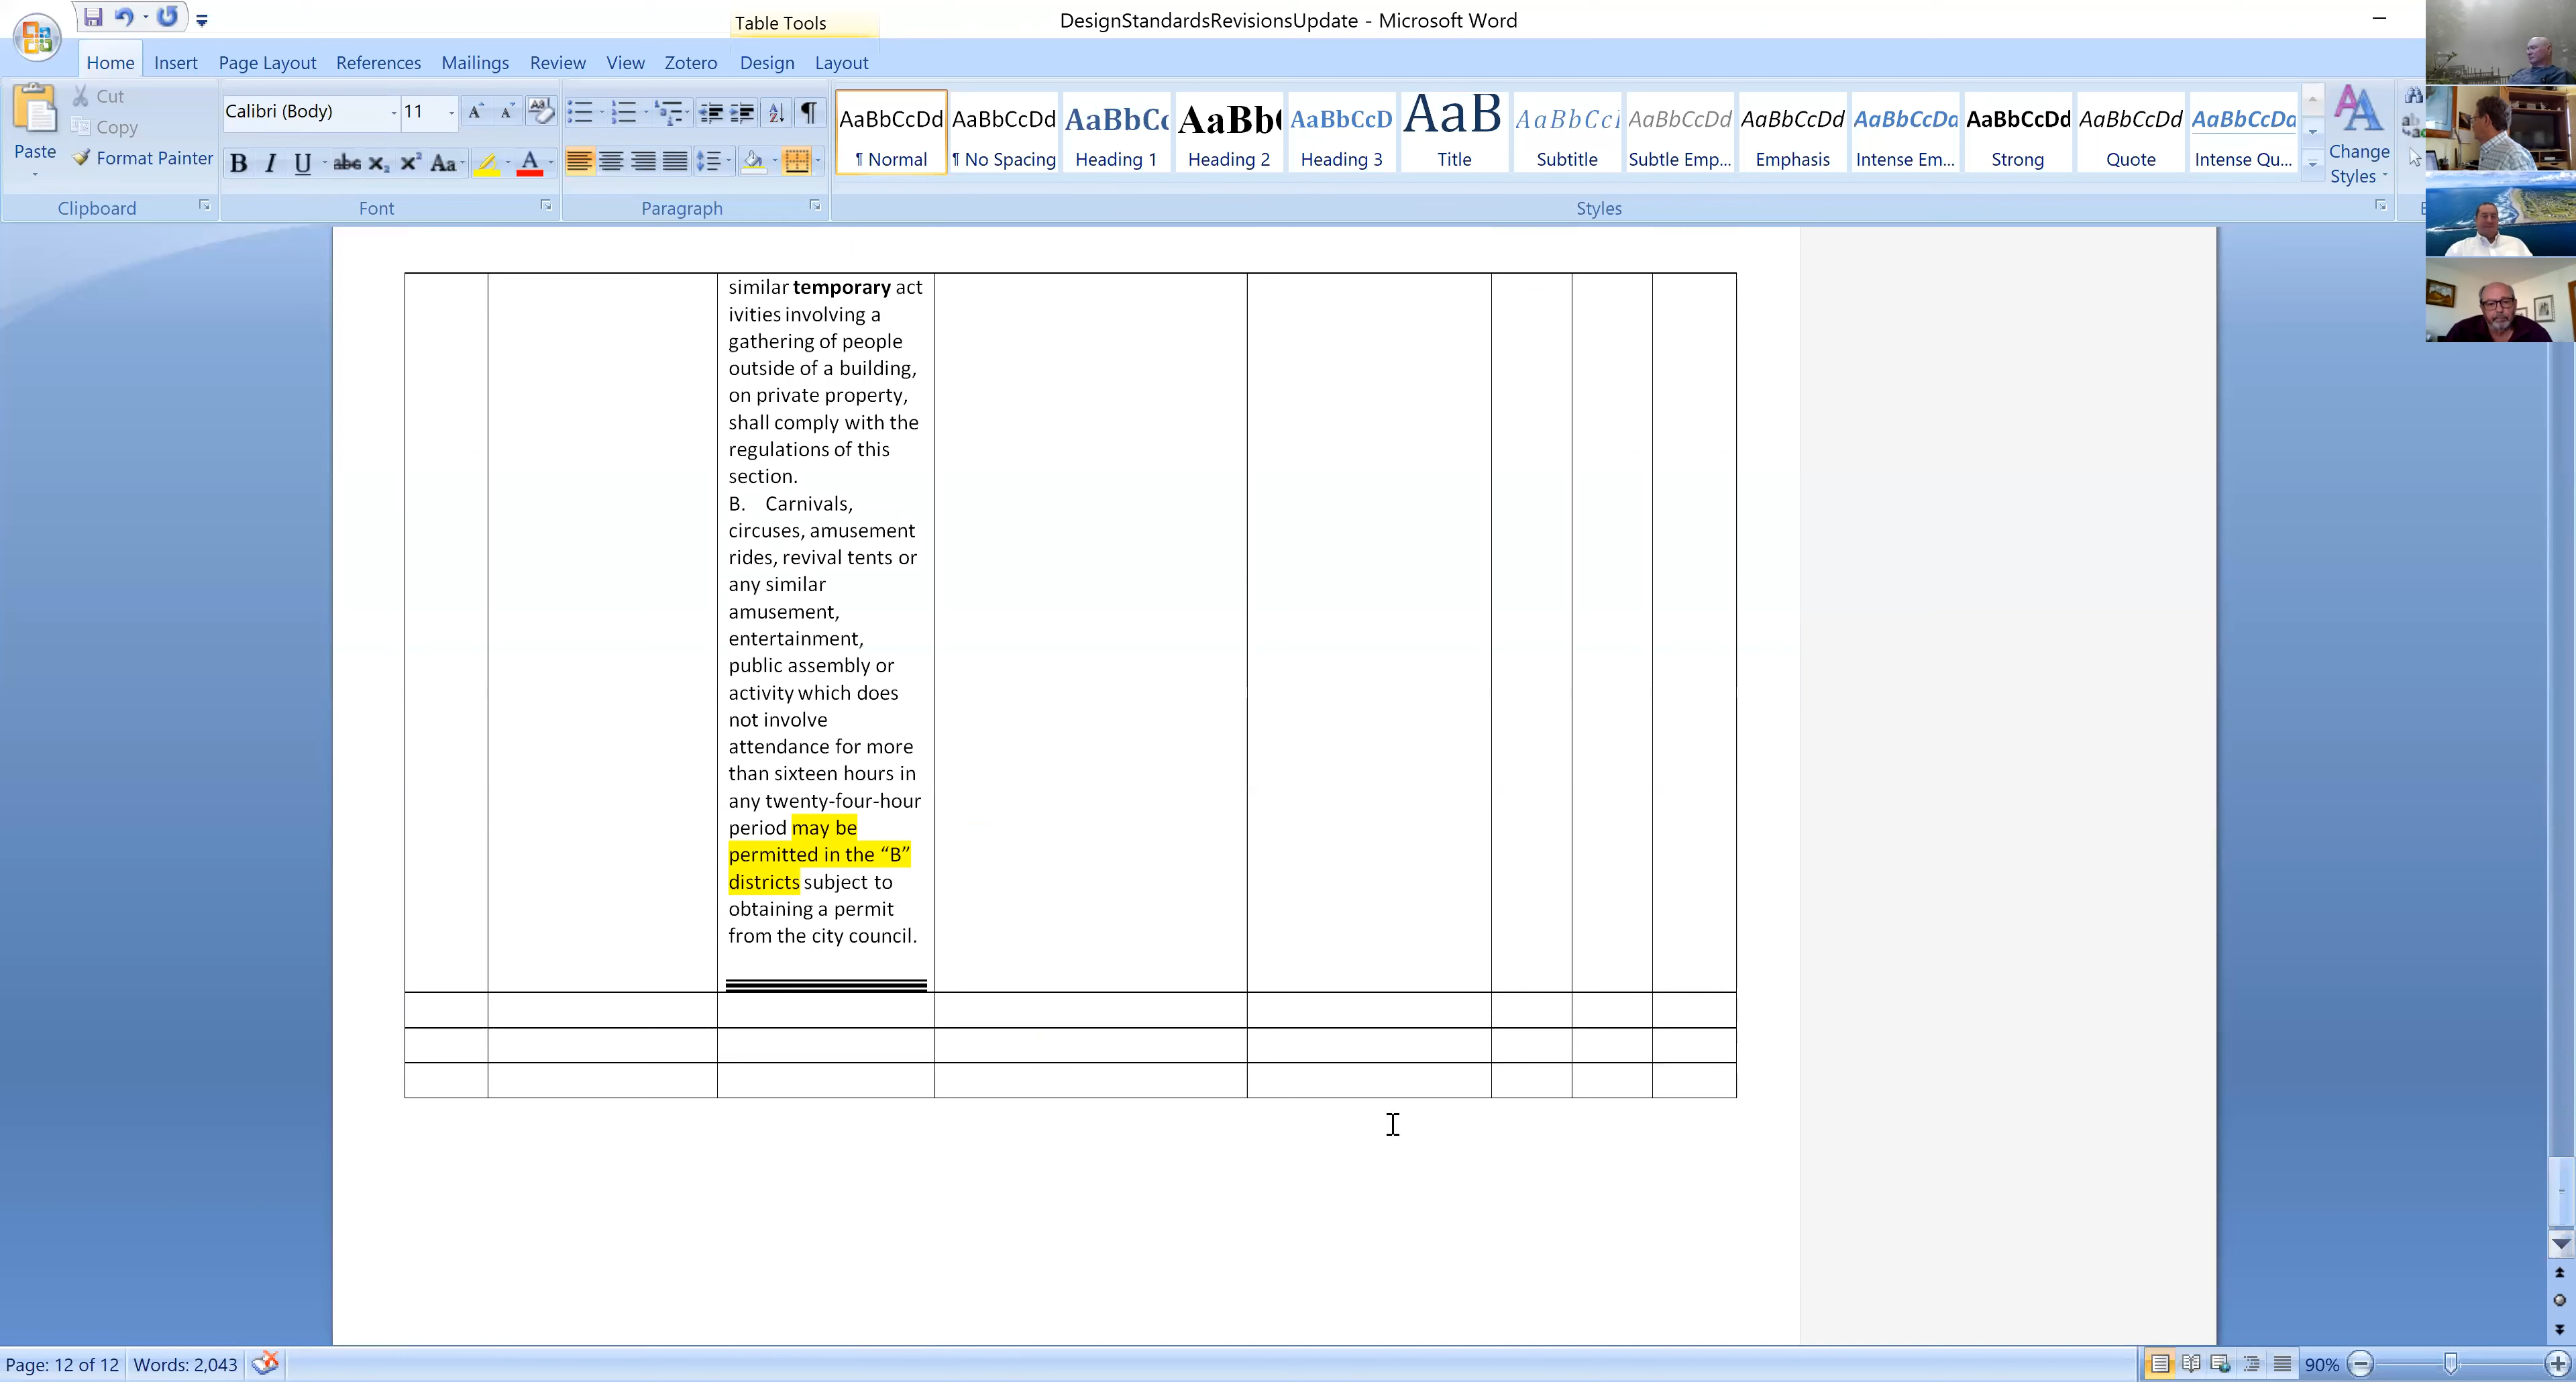 Table Tools
DesignStandardsRevisionsUpdate - Microsoft Word
Home Insert Page Layout References Mailings Review View Zotero Design Layout
Paste
Cut
Copy
Format Painter
Clipboard
Calibri (Body) 11
Font
Paragraph
AaBbCcDd AaBbCcDd AaBbCc AaBb AaBbCcD AaB AaBbCc AaBbCcDd AaBbCcDd AaBbCcDd AaBbCcDd AaBbCcDd AaBbCcDd
¶ Normal ¶ No Spacing Heading 1 Heading 2 Heading 3 Title Subtitle Subtle Emp... Emphasis Intense Em... Strong Quote Intense Qu...
Change
Styles
Styles
similar temporary act
ivities involving a
gathering of people
outside of a building,
on private property,
shall comply with the
regulations of this
section.
B. Carnivals,
circuses, amusement
rides, revival tents or
any similar
amusement,
entertainment,
public assembly or
activity which does
not involve
attendance for more
than sixteen hours in
any twenty-four-hour
period may be
permitted in the “B”
districts subject to
obtaining a permit
from the city council.
Page: 12 of 12 Words: 2,043
90%